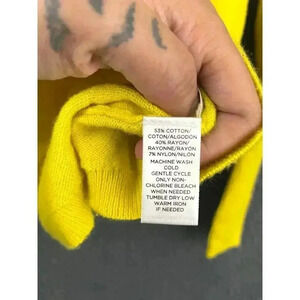 53% COTTON/
COTTON/ALGODON
40% RAYON/
RAYONNE/RAYON
7% NYLON/NILON
MACHINE WASH
COLD
GENTLE CYCLE
ONLY NON-
CHLORINE BLEACH
WHEN NEEDED
TUMBLE DRY LOW
WARM IRON
IF NEEDED